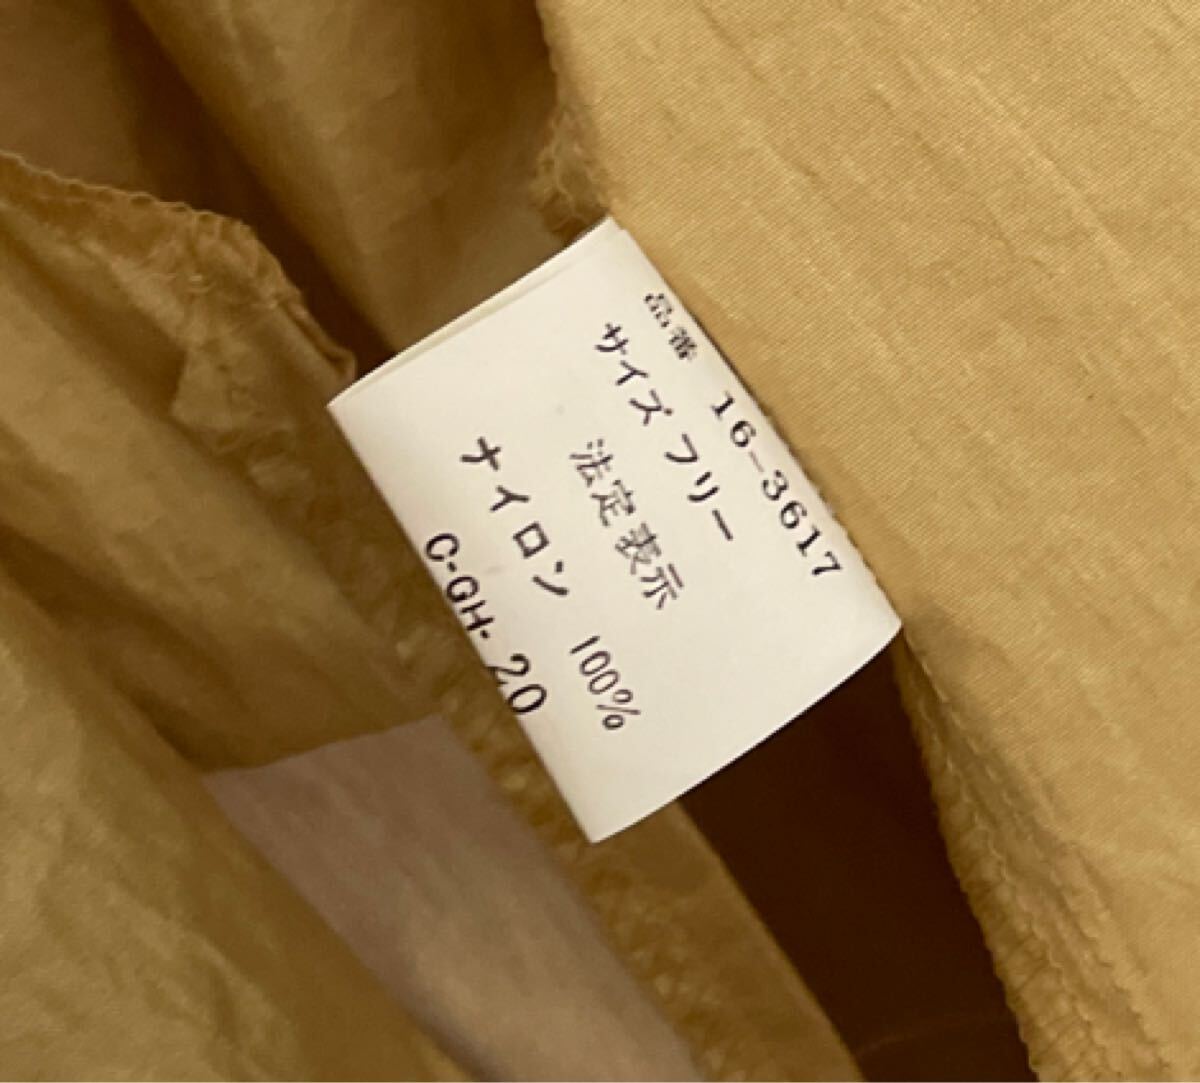 品番 16-3617
サイズ フリー
法定表示
ナイロン 100%
C-GH- 20